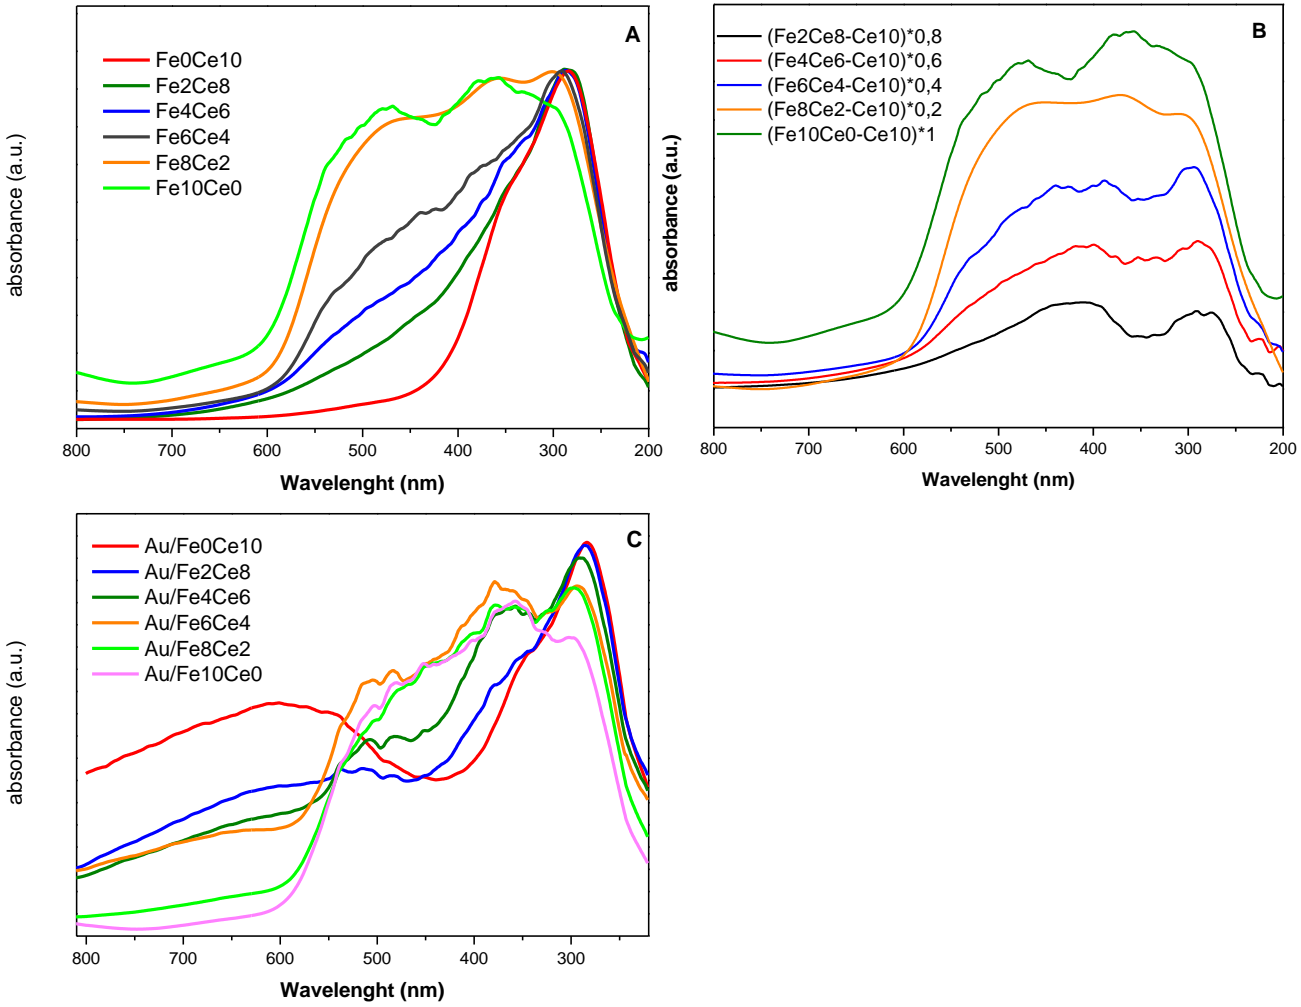 A
Fe0Ce10
Fe2Ce8
Fe4Ce6
Fe6Ce4
Fe8Ce2
Fe10Ce0
absorbance (a.u.)
800 700 600 500 400 300 200
Wavelenght (nm)
B
(Fe2Ce8-Ce10)*0,8
(Fe4Ce6-Ce10)*0,6
(Fe6Ce4-Ce10)*0,4
(Fe8Ce2-Ce10)*0,2
(Fe10Ce0-Ce10)*1
absorbance (a.u.)
800 700 600 500 400 300 200
Wavelenght (nm)
C
Au/Fe0Ce10
Au/Fe2Ce8
Au/Fe4Ce6
Au/Fe6Ce4
Au/Fe8Ce2
Au/Fe10Ce0
absorbance (a.u.)
800 700 600 500 400 300
Wavelenght (nm)